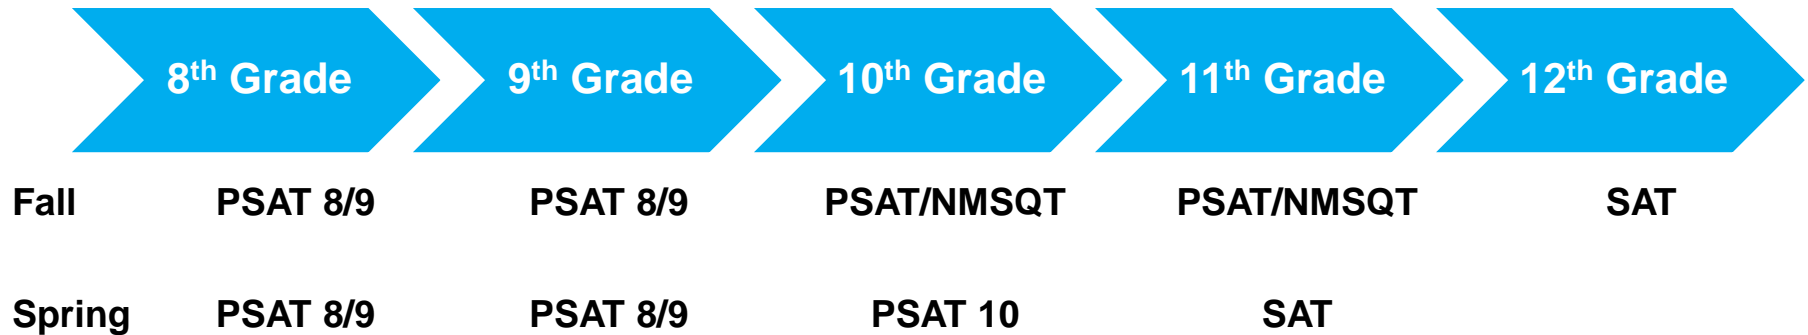 8th Grade 9th Grade 10th Grade 11th Grade 12th Grade
Fall PSAT 8/9 PSAT 8/9 PSAT/NMSQT PSAT/NMSQT SAT
Spring PSAT 8/9 PSAT 8/9 PSAT 10 SAT